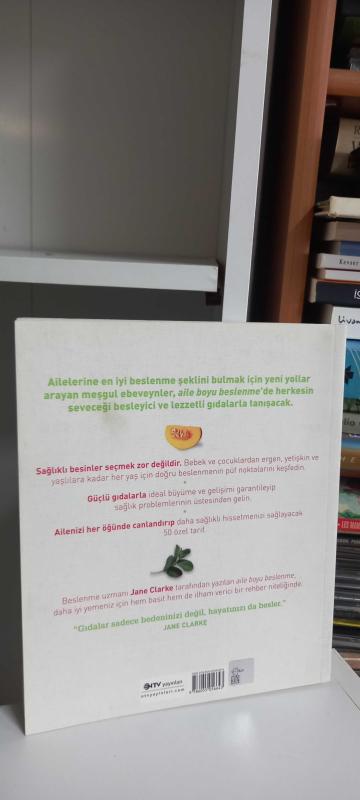 Ailelerine en iyi beslenme şeklini bulmak için yeni yollar
arayan meşgul ebeveynler, aile boyu beslenme'de herkesin
seveceği besleyici ve lezzetli gıdalarla tanışacak.
Sağlıklı besinler seçmek zor değildir. Bebek ve çocuklardan ergen, yetişkin ve
yaşlılara kadar her yaş için doğru beslenmenin püf noktalarını keşfedin.
Güçlü gıdalarla ideal büyüme ve gelişimi garantileyip
sağlık problemlerinin üstesinden gelin.
Ailenizi her öğünde canlandırıp daha sağlıklı hissetmenizi sağlayacak
50 özel tarif.
Beslenme uzmanı Jane Clarke tarafından yazılan aile boyu beslenme,
daha iyi yemeniz için hem basit hem de ilham verici bir rehber niteliğinde.
"Gıdalar sadece bedeninizi değil, hayatınızı da besler."
JANE CLARKE
NTV yayınları
ntvyayinlari.com
Kevser